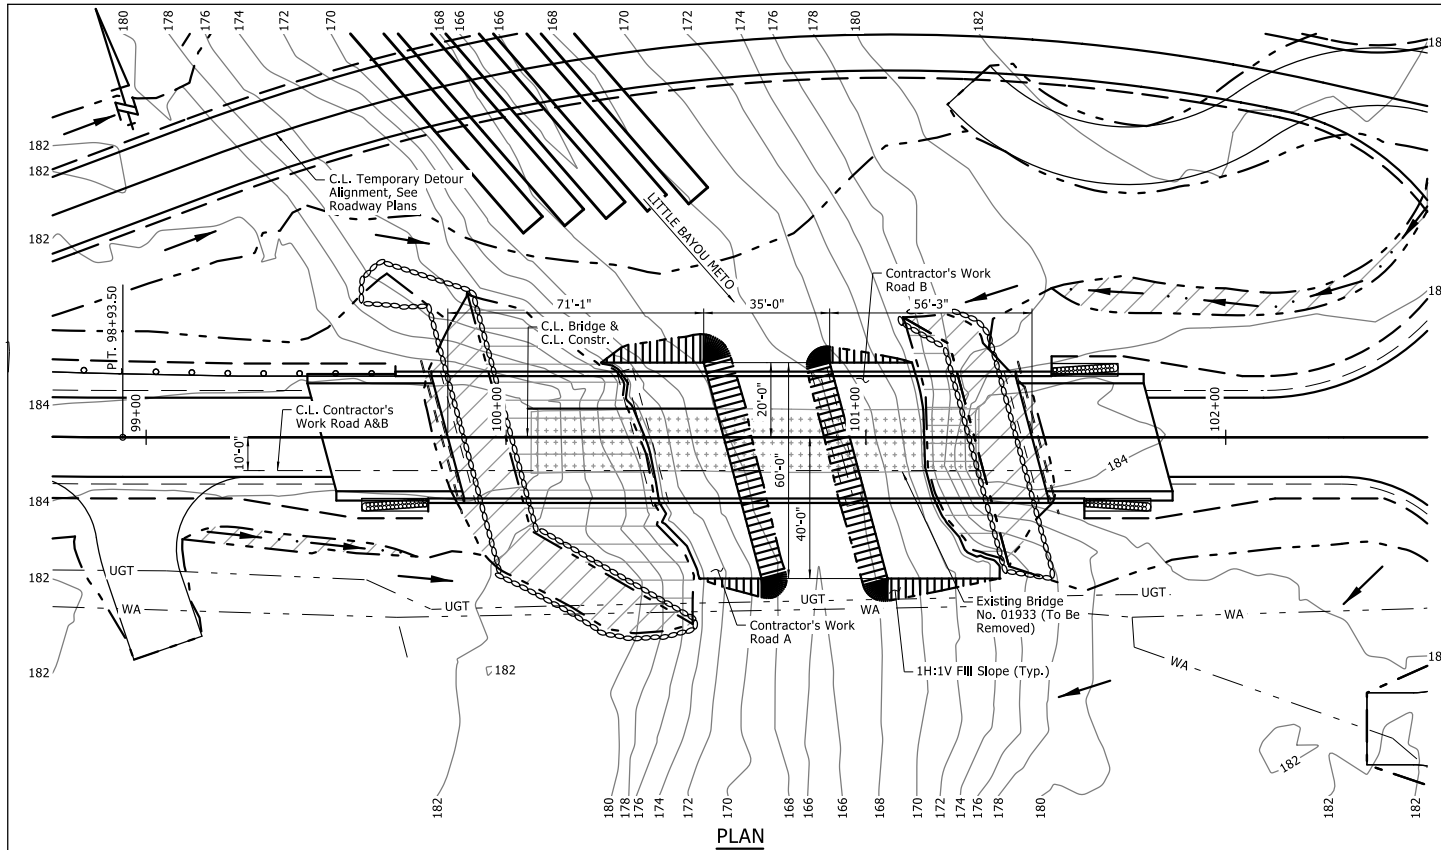 180
178
176
174
172
170
168
166
166
168
170
172
174
176
178
180
182
182
182
182
C.L. Temporary Detour
Alignment, See
Roadway Plans
LITTLE BAYOU METO
Contractor's Work
Road B
71'-1"
35'-0"
56'-3"
C.L. Bridge &
C.L. Constr.
P.I.T. 98+93.50
99+00
100+00
101+00
102+00
184
C.L. Contractor's
Work Road A&B
10'-0"
20'-0"
60'-0"
40'-0"
184
184
182
UGT
WA
UGT
UGT
WA
UGT
WA
WA
Contractor's Work
Road A
Existing Bridge
No. 01933 (To Be
Removed)
1H:1V Fill Slope (Typ.)
182
182
182
182
180
178
176
174
172
170
168
166
166
168
170
172
174
176
178
180
182
182
PLAN